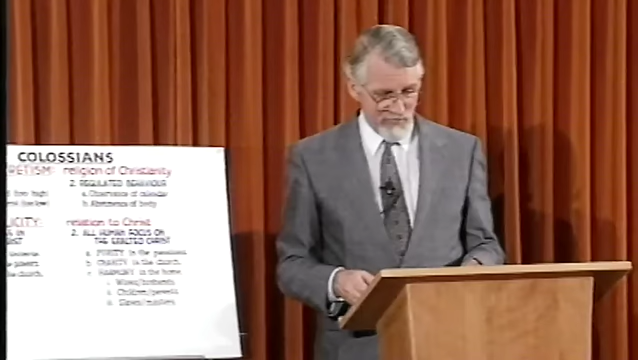 COLOSSIANS
RETISM: religion of Christianity
2. REGULATED BEHAVIOUR
a. Observance of calendar
b. Abstinence of body
LICITY: relation to Christ
2. ALL HUMAN FOCUS ON
THE EXALTED CHRIST
a. PURITY in the passions
b. CHARITY in the church
c. HARMONY in the home
i. Wives/husbands
ii. Children/parents
iii. Slaves/masters
the church.